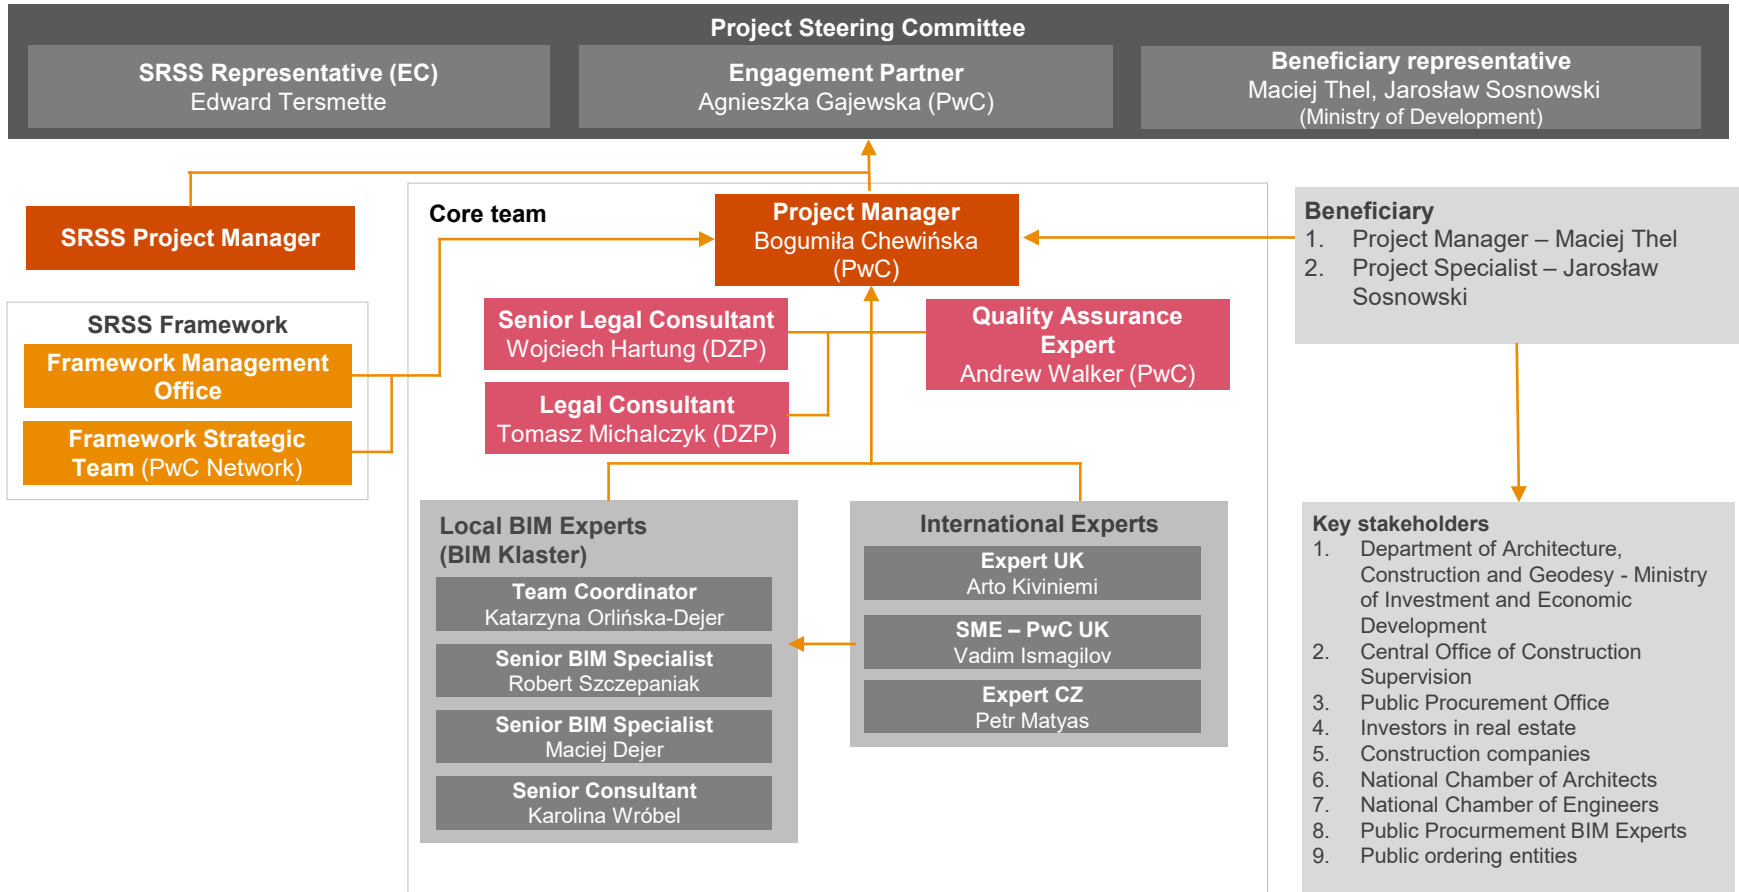 Project Steering Committee
SRSS Representative (EC)
Edward Tersmette
Engagement Partner
Agnieszka Gajewska (PwC)
Beneficiary representative
Maciej Thel, Jarosław Sosnowski
(Ministry of Development)
SRSS Project Manager
SRSS Framework
Framework Management
Office
Framework Strategic
Team (PwC Network)
Core team
Project Manager
Bogumiła Chewińska
(PwC)
Senior Legal Consultant
Wojciech Hartung (DZP)
Legal Consultant
Tomasz Michalczyk (DZP)
Quality Assurance
Expert
Andrew Walker (PwC)
Local BIM Experts
(BIM Klaster)
Team Coordinator
Katarzyna Orlińska-Dejer
Senior BIM Specialist
Robert Szczepaniak
Senior BIM Specialist
Maciej Dejer
Senior Consultant
Karolina Wróbel
International Experts
Expert UK
Arto Kiviniemi
SME – PwC UK
Vadim Ismagilov
Expert CZ
Petr Matyas
Beneficiary
1. Project Manager – Maciej Thel
2. Project Specialist – Jarosław
Sosnowski
Key stakeholders
1. Department of Architecture,
Construction and Geodesy - Ministry
of Investment and Economic
Development
2. Central Office of Construction
Supervision
3. Public Procurement Office
4. Investors in real estate
5. Construction companies
6. National Chamber of Architects
7. National Chamber of Engineers
8. Public Procurmement BIM Experts
9. Public ordering entities